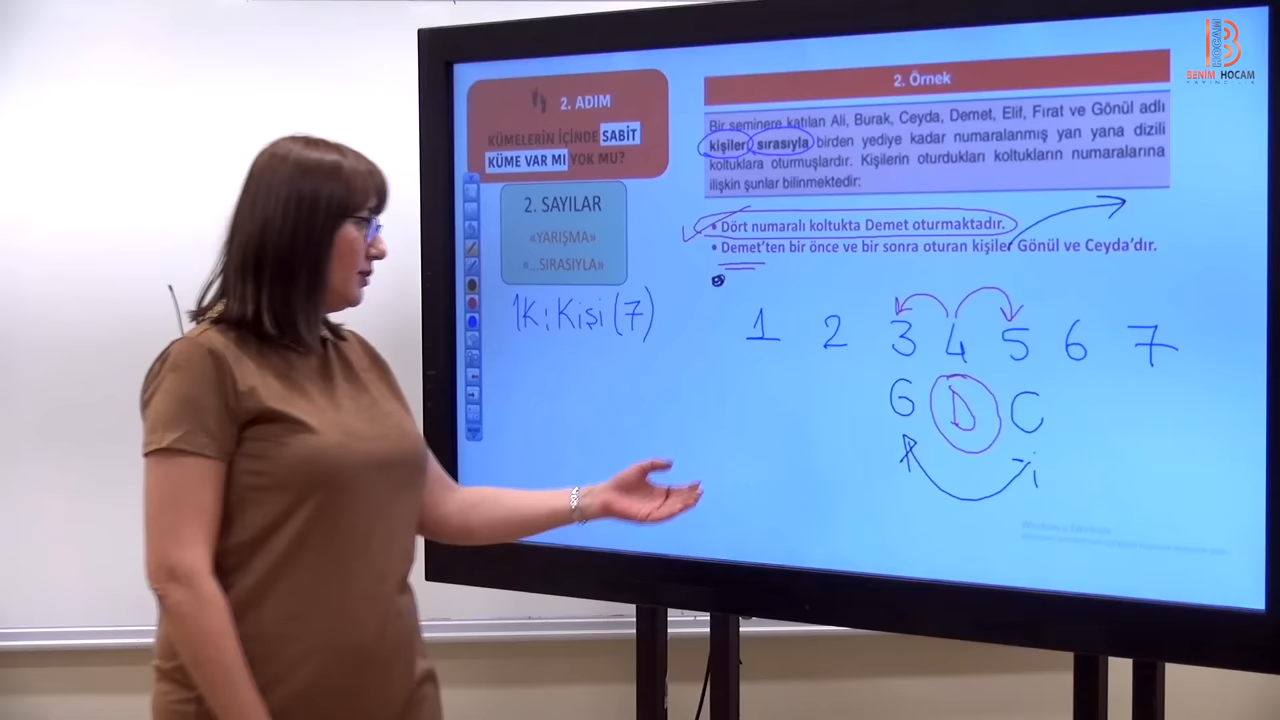 BENİM HOCAM
YAYINCILIK
2. ADIM
KÜMELERİN İÇİNDE SABİT
KÜME VAR MI YOK MU?
2. SAYILAR
«YARIŞMA»
«...SIRASIYLA»
1K: Kişi (7)
2. Örnek
Bir seminere katılan Ali, Burak, Ceyda, Demet, Elif, Fırat ve Gönül adlı
kişiler sırasıyla birden yediye kadar numaralanmış yan yana dizili
koltuklara oturmuşlardır. Kişilerin oturdukları koltukların numaralarına
ilişkin şunlar bilinmektedir:
• Dört numaralı koltukta Demet oturmaktadır.
• Demet'ten bir önce ve bir sonra oturan kişiler Gönül ve Ceyda'dır.
1 2 3 4 5 6 7
G D C